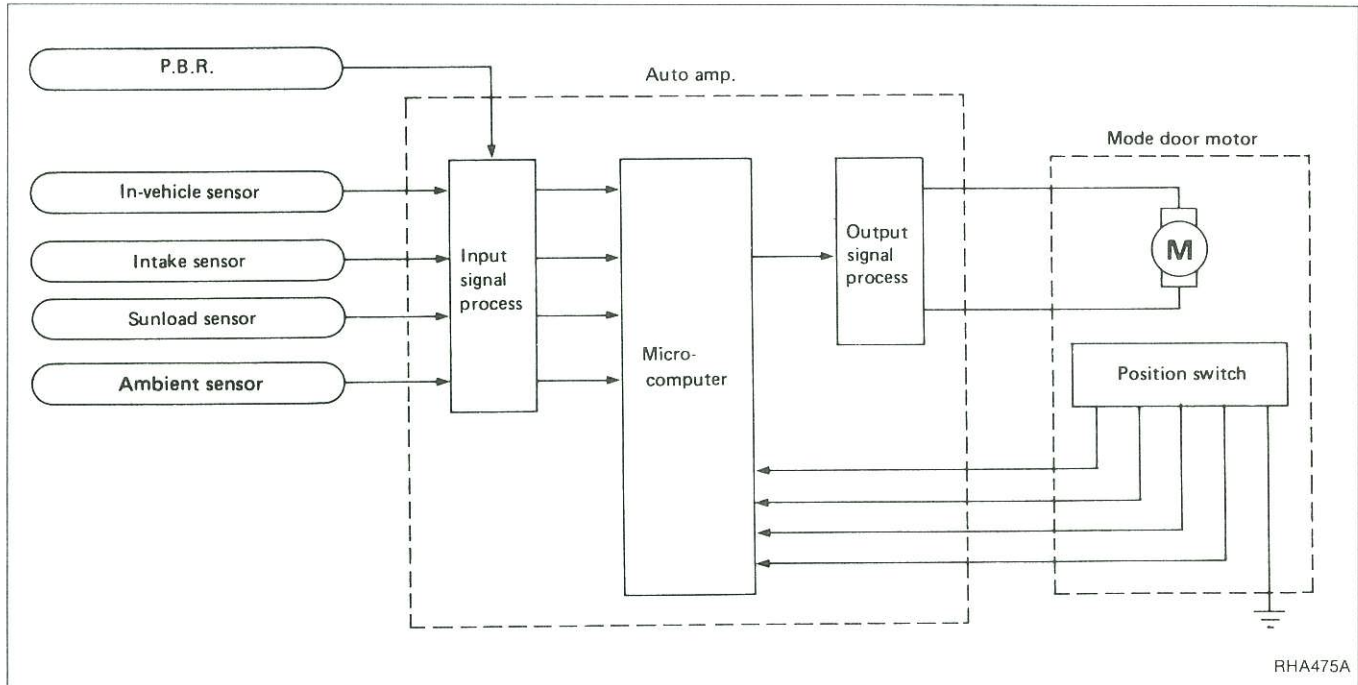 P.B.R.
Auto amp.
Mode door motor
In-vehicle sensor
Intake sensor
Sunload sensor
Ambient sensor
Input
signal
process
Micro-
computer
Output
signal
process
M
Position switch
RHA475A